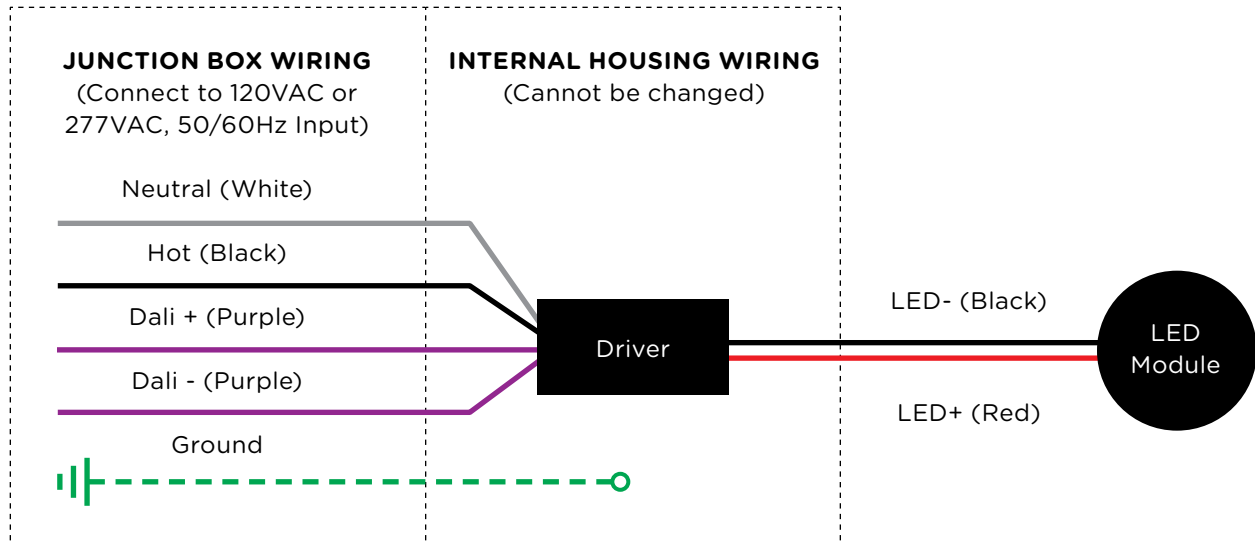 JUNCTION BOX WIRING
(Connect to 120VAC or
277VAC, 50/60Hz Input)
INTERNAL HOUSING WIRING
(Cannot be changed)
Neutral (White)
Hot (Black)
Dali + (Purple)
Dali - (Purple)
Ground
Driver
LED- (Black)
LED+ (Red)
LED
Module